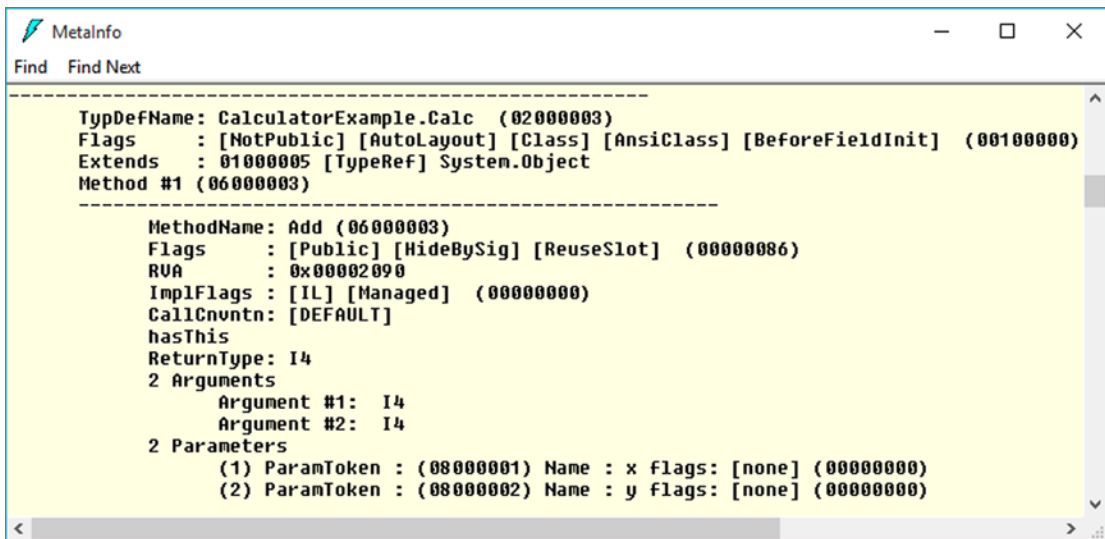 MetaInfo
Find Find Next
-------------------------------------------------------
TypDefName: CalculatorExample.Calc (02000003)
Flags : [NotPublic] [AutoLayout] [Class] [AnsiClass] [BeforeFieldInit] (00100000)
Extends : 01000005 [TypeRef] System.Object
Method #1 (06000003)
-------------------------------------------------------
MethodName: Add (06000003)
Flags : [Public] [HideBySig] [ReuseSlot] (00000086)
RVA : 0x00002090
ImplFlags : [IL] [Managed] (00000000)
CallCnvntn: [DEFAULT]
hasThis
ReturnType: I4
2 Arguments
Argument #1: I4
Argument #2: I4
2 Parameters
(1) ParamToken : (08000001) Name : x flags: [none] (00000000)
(2) ParamToken : (08000002) Name : y flags: [none] (00000000)